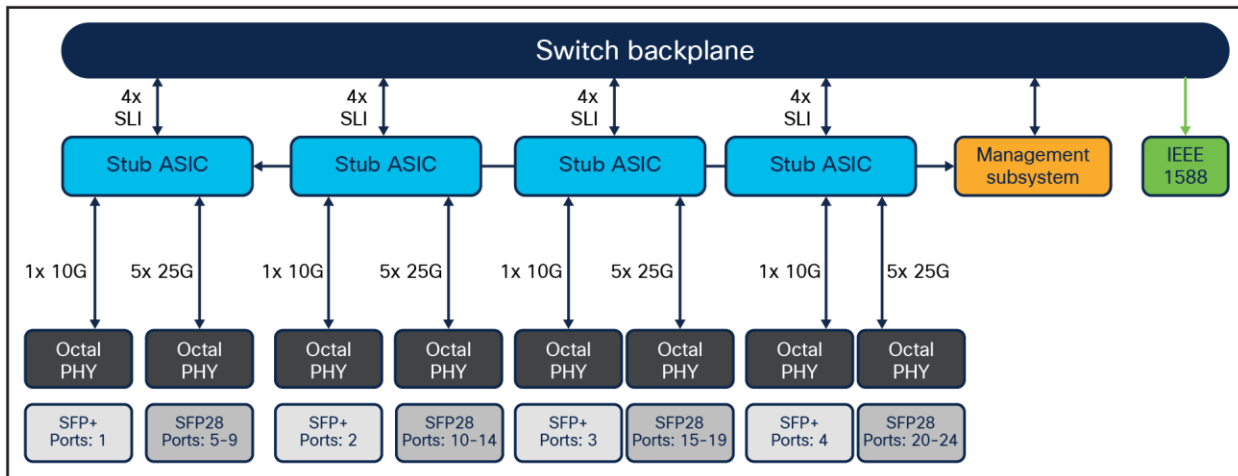 Switch backplane
4x
SLI
4x
SLI
4x
SLI
4x
SLI
Stub ASIC
Stub ASIC
Stub ASIC
Stub ASIC
Management
subsystem
IEEE
1588
1x 10G
5x 25G
1x 10G
5x 25G
1x 10G
5x 25G
1x 10G
5x 25G
Octal
PHY
Octal
PHY
Octal
PHY
Octal
PHY
Octal
PHY
Octal
PHY
Octal
PHY
Octal
PHY
SFP+
Ports: 1
SFP28
Ports: 5-9
SFP+
Ports: 2
SFP28
Ports: 10-14
SFP+
Ports: 3
SFP28
Ports: 15-19
SFP+
Ports: 4
SFP28
Ports: 20-24